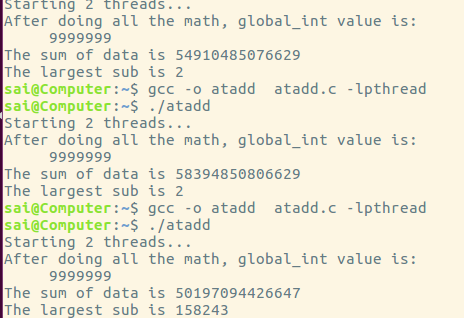 Starting 2 threads...
After doing all the math, global_int value is:
     9999999
The sum of data is 54910485076629
The largest sub is 2
sai@Computer:~$ gcc -o atadd  atadd.c -lpthread
sai@Computer:~$ ./atadd
Starting 2 threads...
After doing all the math, global_int value is:
     9999999
The sum of data is 58394850806629
The largest sub is 2
sai@Computer:~$ gcc -o atadd  atadd.c -lpthread
sai@Computer:~$ ./atadd
Starting 2 threads...
After doing all the math, global_int value is:
     9999999
The sum of data is 50197094426647
The largest sub is 158243